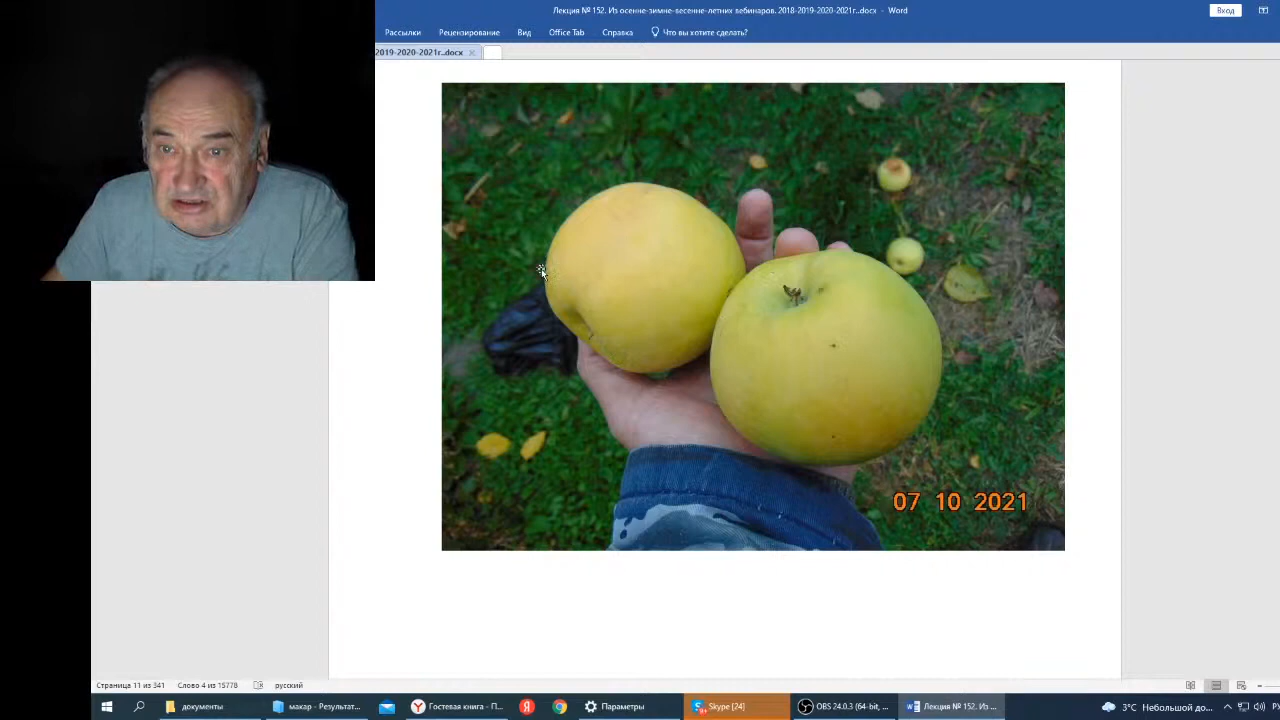 Лекция № 152. Из осенне-зимне-весенне-летних вебинаров. 2018-2019-2020-2021г..docx - Word
Вход
Рассылки Рецензирование Вид Office Tab Справка Что вы хотите сделать?
2019-2020-2021г..docx
07 10 2021
Страница 11 из 341 Слово 4 из 15778 русский
документы макар - Результат... Гостевая книга - П... Параметры Skype [24] OBS 24.0.3 (64-bit, ... Лекция № 152. Из ... 3°C Небольшой до...